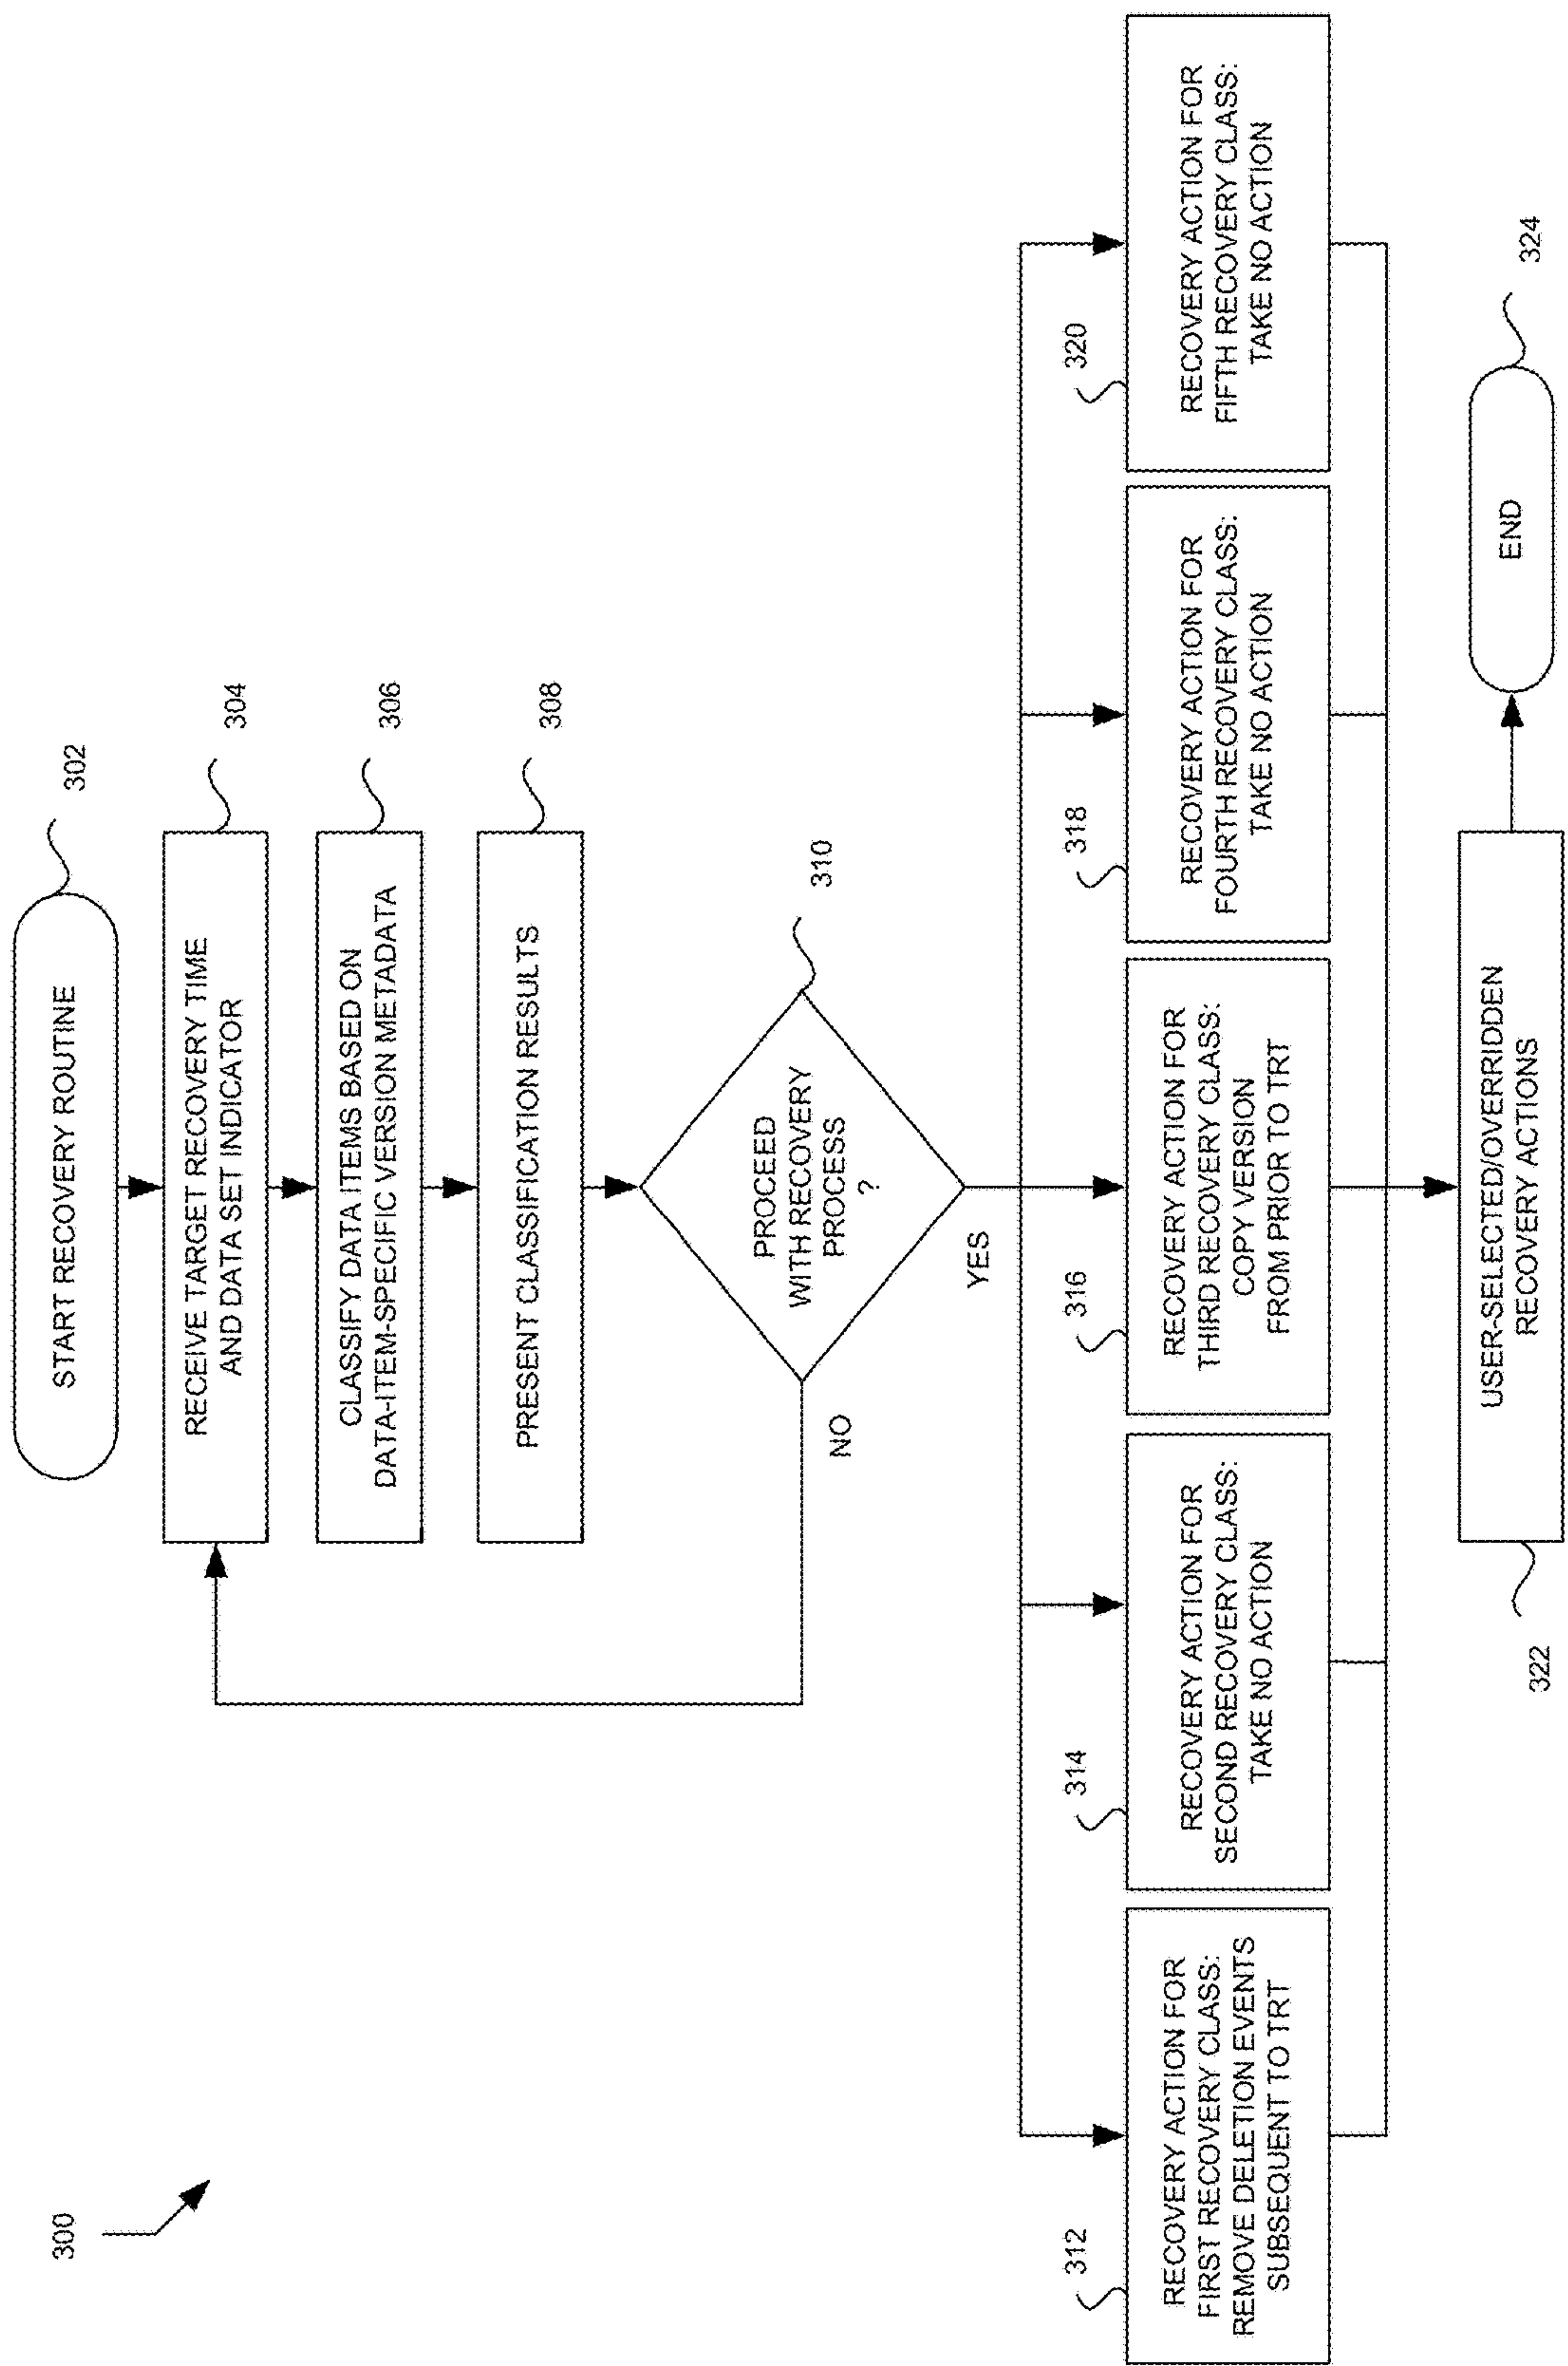 300
START RECOVERY ROUTINE
302
RECEIVE TARGET RECOVERY TIME
AND DATA SET INDICATOR
304
CLASSIFY DATA ITEMS BASED ON
DATA-ITEM-SPECIFIC VERSION METADATA
306
PRESENT CLASSIFICATION RESULTS
308
PROCEED
WITH RECOVERY
PROCESS
?
310
NO
YES
312
RECOVERY ACTION FOR
FIRST RECOVERY CLASS:
REMOVE DELETION EVENTS
SUBSEQUENT TO TRT
314
RECOVERY ACTION FOR
SECOND RECOVERY CLASS:
TAKE NO ACTION
316
RECOVERY ACTION FOR
THIRD RECOVERY CLASS:
COPY VERSION
FROM PRIOR TO TRT
318
RECOVERY ACTION FOR
FOURTH RECOVERY CLASS:
TAKE NO ACTION
320
RECOVERY ACTION FOR
FIFTH RECOVERY CLASS:
TAKE NO ACTION
322
USER-SELECTED/OVERRIDDEN
RECOVERY ACTIONS
END
324